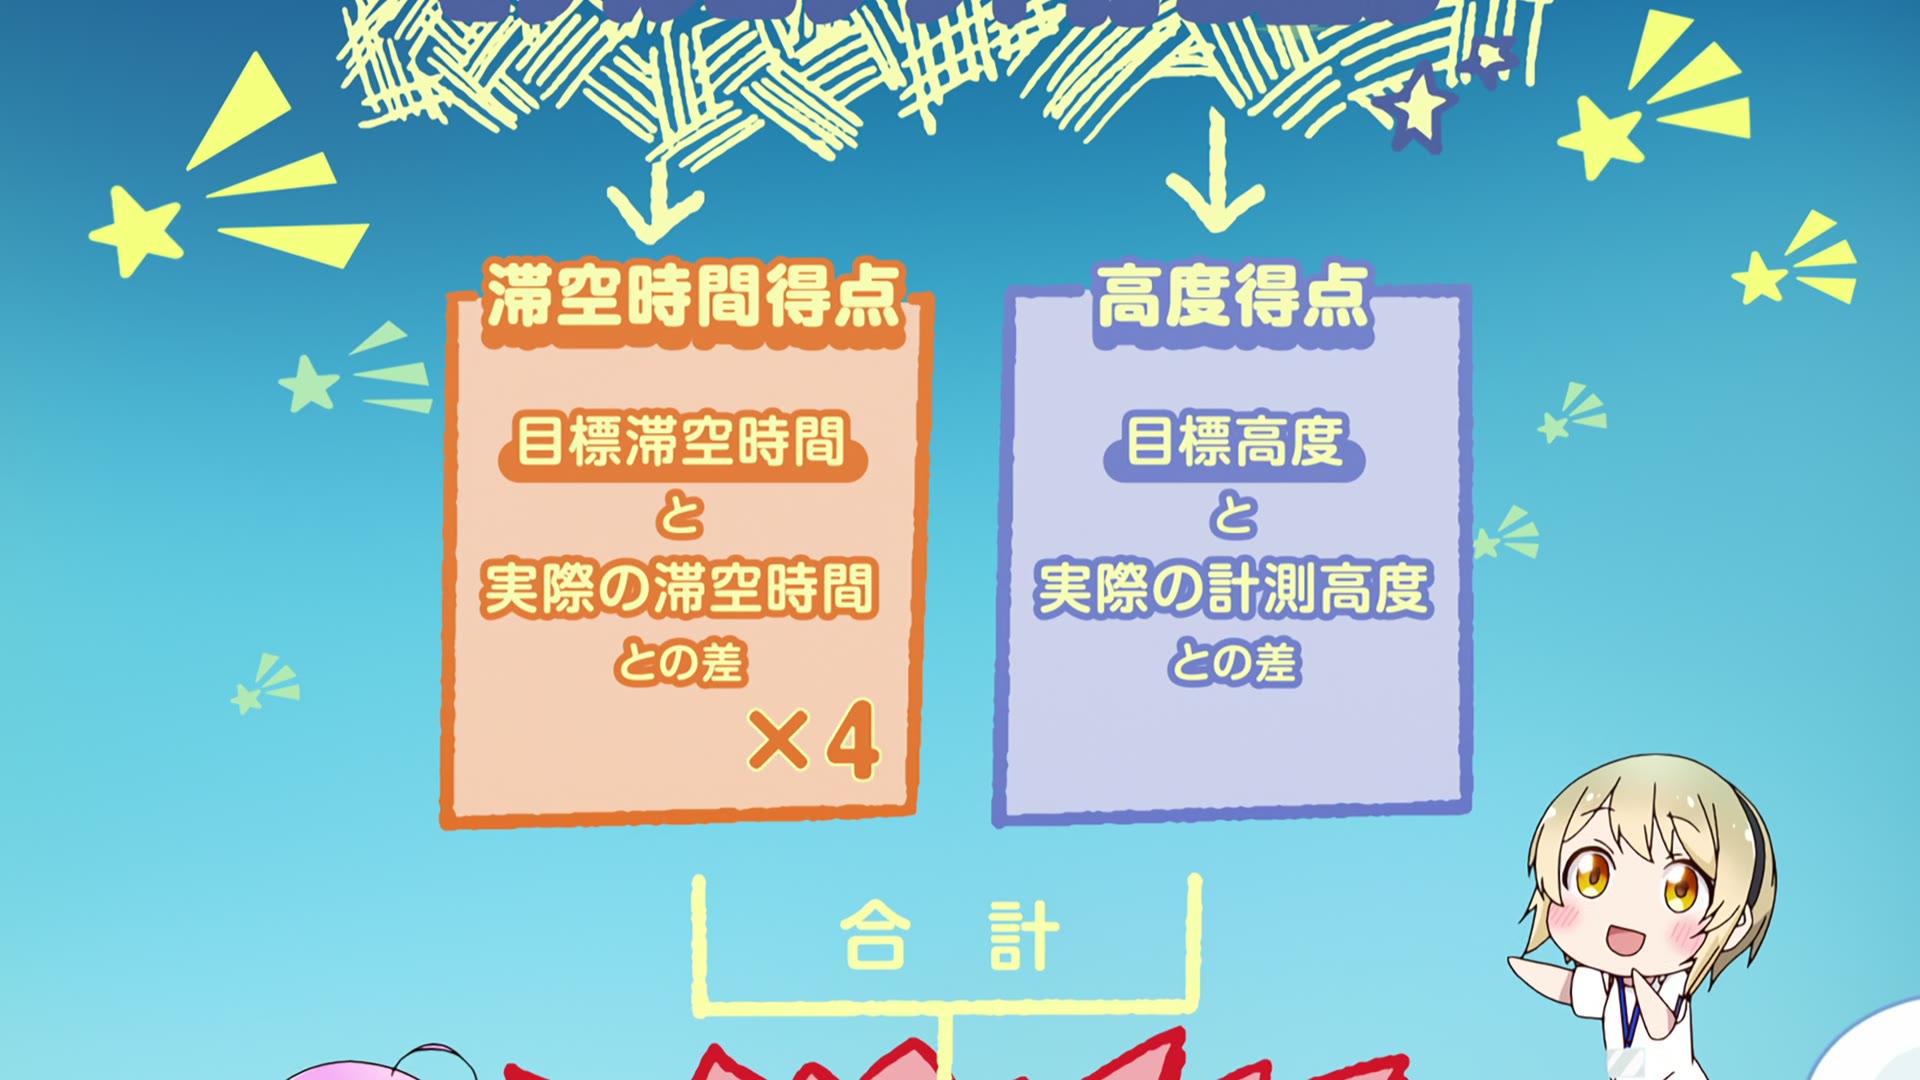 滞空時間得点
目標滞空時間
と
実際の滞空時間
との差
×4
高度得点
目標高度
と
実際の計測高度
との差
合 計